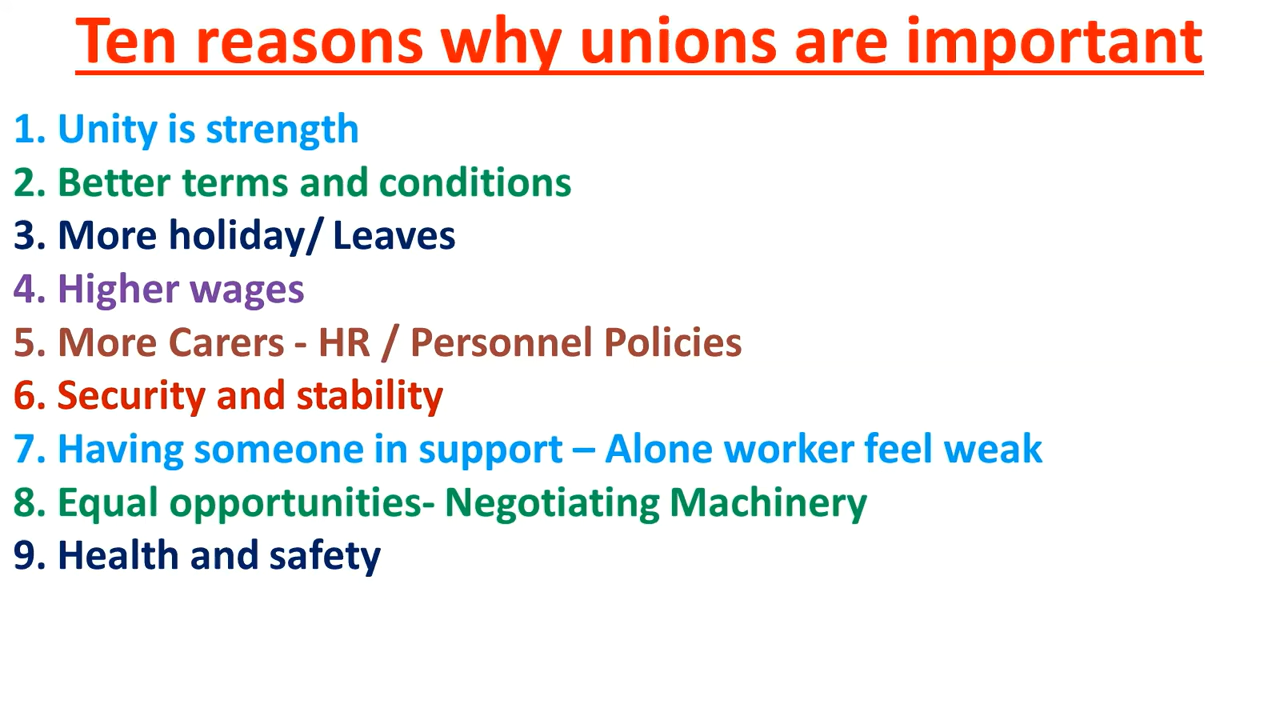 Ten reasons why unions are important
1. Unity is strength
2. Better terms and conditions
3. More holiday/ Leaves
4. Higher wages
5. More Carers - HR / Personnel Policies
6. Security and stability
7. Having someone in support – Alone worker feel weak
8. Equal opportunities- Negotiating Machinery
9. Health and safety